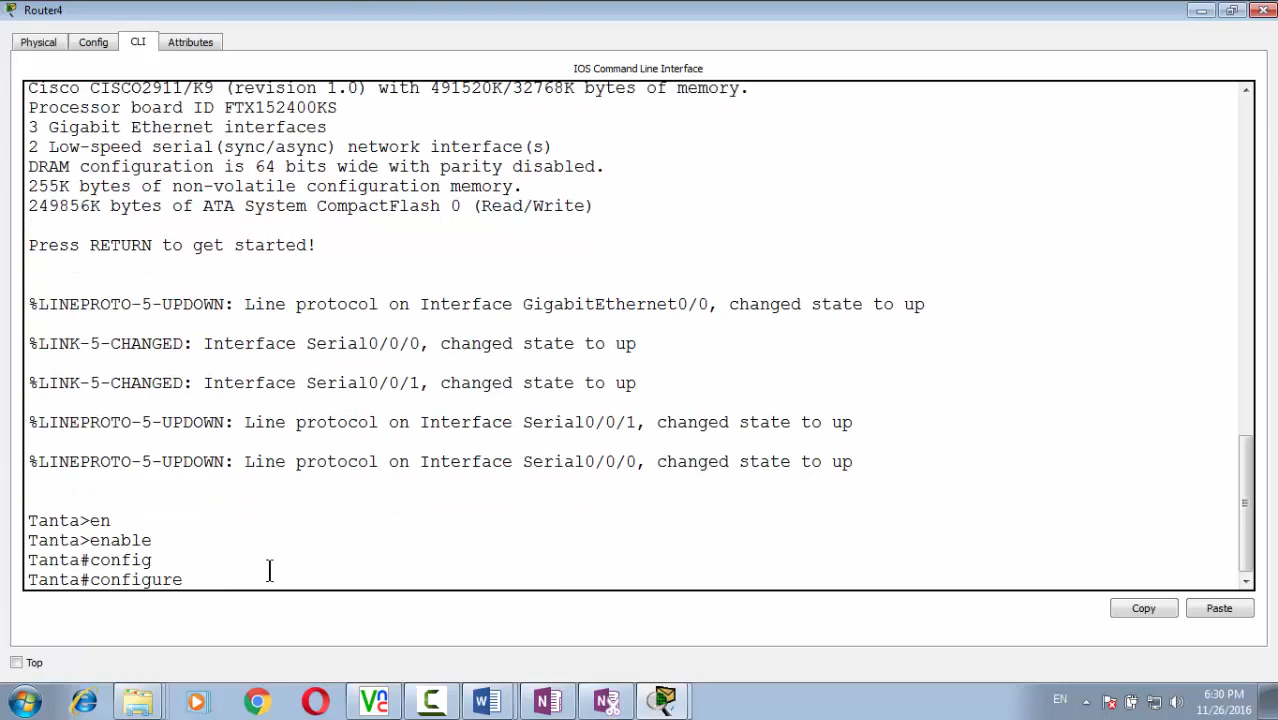 Router4
Physical
Config
CLI
Attributes
IOS Command Line Interface
Cisco CISCO2911/K9 (revision 1.0) with 491520K/32768K bytes of memory.
Processor board ID FTX152400KS
3 Gigabit Ethernet interfaces
2 Low-speed serial(sync/async) network interface(s)
DRAM configuration is 64 bits wide with parity disabled.
255K bytes of non-volatile configuration memory.
249856K bytes of ATA System CompactFlash 0 (Read/Write)
Press RETURN to get started!
%LINEPROTO-5-UPDOWN: Line protocol on Interface GigabitEthernet0/0, changed state to up
%LINK-5-CHANGED: Interface Serial0/0/0, changed state to up
%LINK-5-CHANGED: Interface Serial0/0/1, changed state to up
%LINEPROTO-5-UPDOWN: Line protocol on Interface Serial0/0/1, changed state to up
%LINEPROTO-5-UPDOWN: Line protocol on Interface Serial0/0/0, changed state to up
Tanta>en
Tanta>enable
Tanta#config
Tanta#configure
Copy
Paste
Top
EN
6:30 PM
11/26/2016